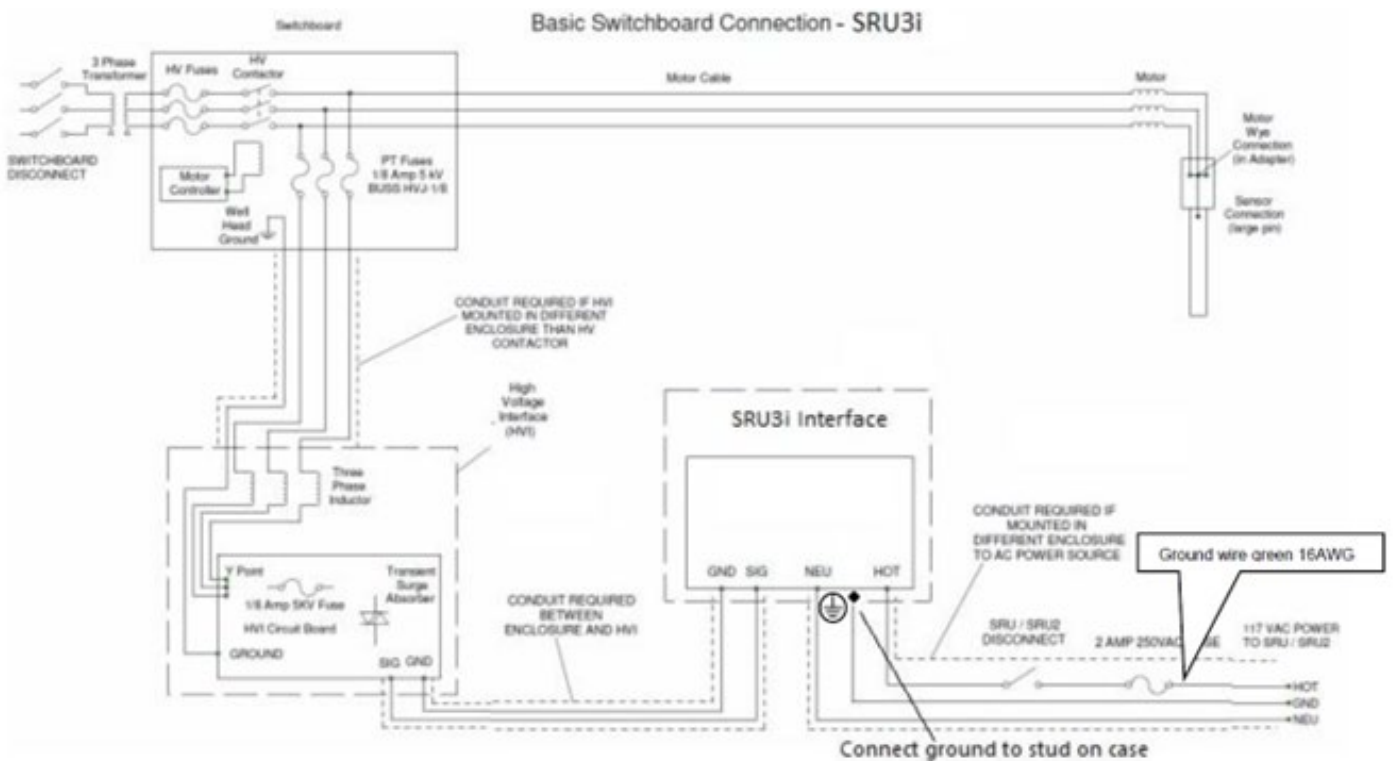 Switchboard
Basic Switchboard Connection - SRU3i
3 Phase
Transformer
HV Fuses
HV
Contactor
Motor Cable
Motor
SWITCHBOARD
DISCONNECT
Motor
Controller
PT Fuses
1/8 Amp 5 kV
BUSS HVJ-1/8
Well
Head
Ground
Motor
Wye
Connection
(in Adapter)
Sensor
Connection
(large pin)
CONDUIT REQUIRED IF HVI
MOUNTED IN DIFFERENT
ENCLOSURE THAN HV
CONTACTOR
High
Voltage
Interface
(HVI)
Three
Phase
Inductor
SRU3i Interface
GND SIG NEU HOT
CONDUIT REQUIRED IF
MOUNTED IN
DIFFERENT ENCLOSURE
TO AC POWER SOURCE
Ground wire green 16AWG
Y Point
1/8 Amp 5KV Fuse
HVI Circuit Board
Transient
Surge
Absorber
GROUND
SIG GND
CONDUIT REQUIRED
BETWEEN
ENCLOSURE AND HVI
SRU / SRU2
DISCONNECT
2 AMP 250VAC SE
117 VAC POWER
TO SRU / SRU2
HOT
GND
NEU
Connect ground to stud on case